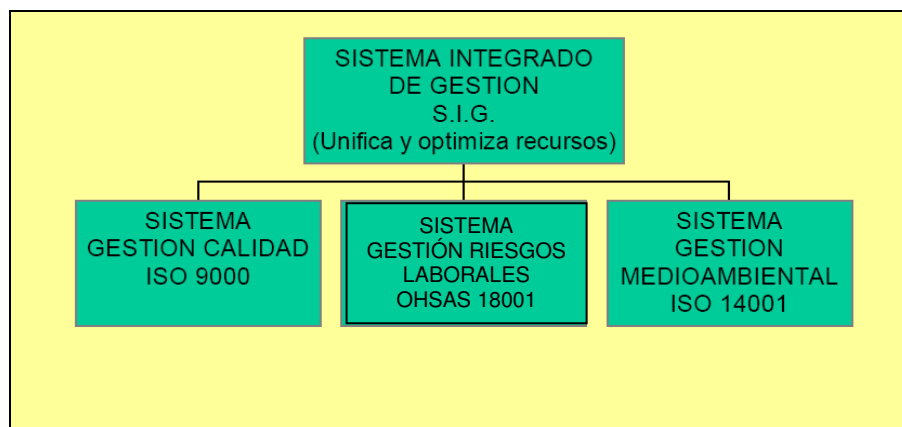 SISTEMA INTEGRADO
DE GESTION
S.I.G.
(Unifica y optimiza recursos)
SISTEMA
GESTION CALIDAD
ISO 9000
SISTEMA
GESTIÓN RIESGOS
LABORALES
OHSAS 18001
SISTEMA
GESTION
MEDIOAMBIENTAL
ISO 14001